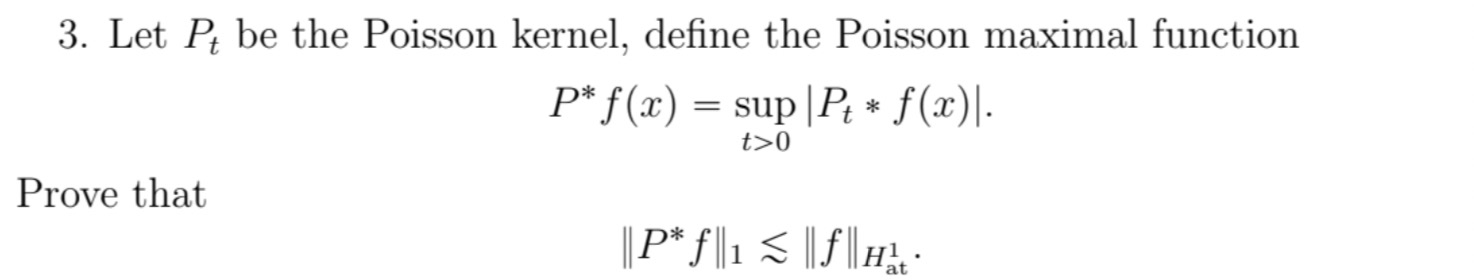 3. Let $P_t$ be the Poisson kernel, define the Poisson maximal function
$$P^* f(x) = \sup_{t>0} |P_t * f(x)|.$$
Prove that
$$\|P^* f\|_1 \lesssim \|f\|_{H^1_{\mathrm{at}}}.$$